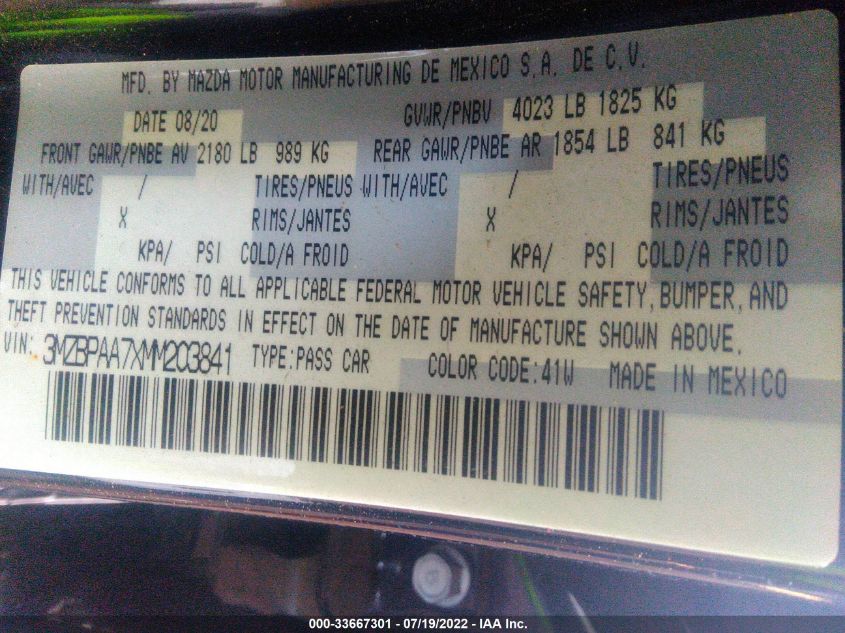 MFD. BY MAZDA MOTOR MANUFACTURING DE MEXICO S.A. DE C.V.
DATE 08/20 GVWR/PNBV 4023 LB 1825 KG
FRONT GAWR/PNBE AV 2180 LB 989 KG REAR GAWR/PNBE AR 1854 LB 841 KG
WITH/AVEC / TIRES/PNEUS WITH/AVEC / TIRES/PNEUS
X RIMS/JANTES X RIMS/JANTES
KPA/ PSI COLD/A FROID KPA/ PSI COLD/A FROID
THIS VEHICLE CONFORMS TO ALL APPLICABLE FEDERAL MOTOR VEHICLE SAFETY, BUMPER, AND
THEFT PREVENTION STANDARDS IN EFFECT ON THE DATE OF MANUFACTURE SHOWN ABOVE.
VIN: 3MZBPAA7XMM203841 TYPE:PASS CAR COLOR CODE:41W MADE IN MEXICO
000-33667301 - 07/19/2022 - IAA Inc.